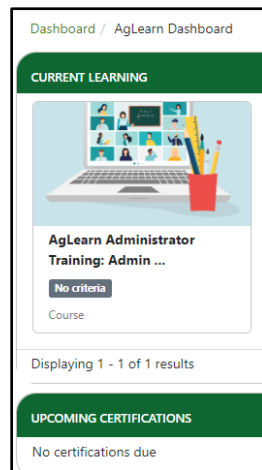 Dashboard / AgLearn Dashboard
CURRENT LEARNING
AgLearn Administrator
Training: Admin ...
No criteria
Course
Displaying 1 - 1 of 1 results
UPCOMING CERTIFICATIONS
No certifications due